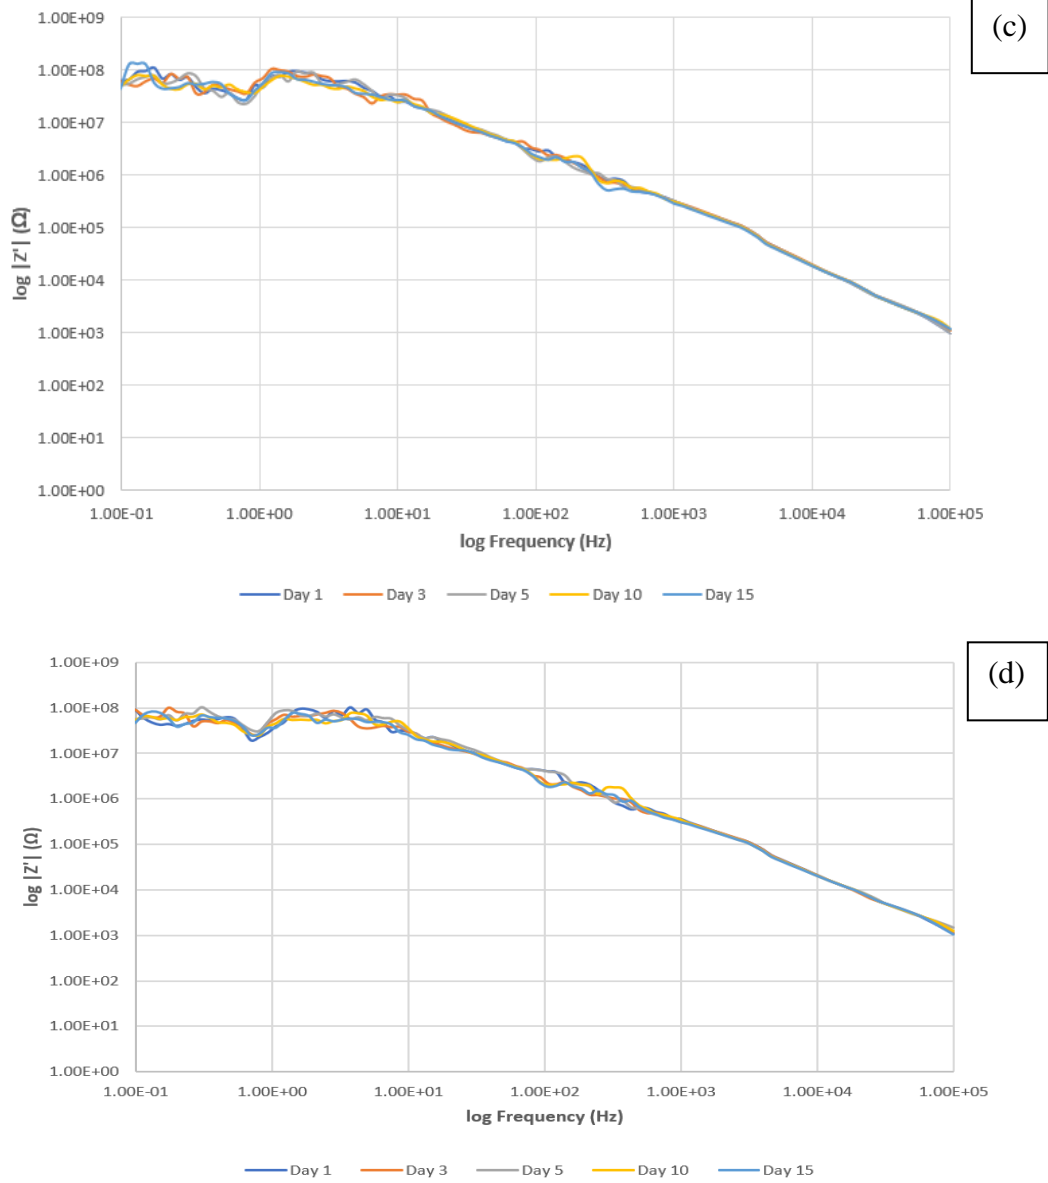 (c)
1.00E+09
1.00E+08
1.00E+07
1.00E+06
1.00E+05
1.00E+04
1.00E+03
1.00E+02
1.00E+01
1.00E+00
log |Z'| (Ω)
1.00E-01 1.00E+00 1.00E+01 1.00E+02 1.00E+03 1.00E+04 1.00E+05
log Frequency (Hz)
Day 1 Day 3 Day 5 Day 10 Day 15
(d)
1.00E+09
1.00E+08
1.00E+07
1.00E+06
1.00E+05
1.00E+04
1.00E+03
1.00E+02
1.00E+01
1.00E+00
log |Z'| (Ω)
1.00E-01 1.00E+00 1.00E+01 1.00E+02 1.00E+03 1.00E+04 1.00E+05
log Frequency (Hz)
Day 1 Day 3 Day 5 Day 10 Day 15